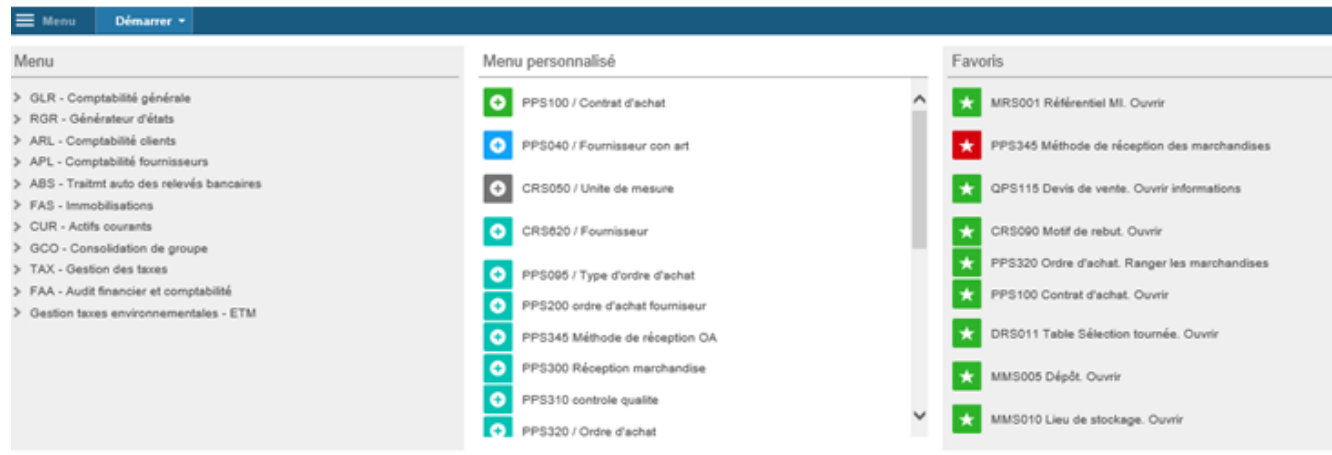 Menu
Démarrer
Menu
GLR - Comptabilité générale
RGR - Générateur d'états
ARL - Comptabilité clients
APL - Comptabilité fournisseurs
ABS - Traitmt auto des relevés bancaires
FAS - Immobilisations
CUR - Actifs courants
GCO - Consolidation de groupe
TAX - Gestion des taxes
FAA - Audit financier et comptabilité
Gestion taxes environnementales - ETM
Menu personnalisé
PPS100 / Contrat d'achat
PPS040 / Fournisseur con art
CRS050 / Unite de mesure
CRS620 / Fournisseur
PPS095 / Type d'ordre d'achat
PPS200 ordre d'achat fourniseur
PPS345 Méthode de réception OA
PPS300 Réception marchandise
PPS310 controle qualite
PPS320 / Ordre d'achat
Favoris
MRS001 Référentiel MI. Ouvrir
PPS345 Méthode de réception des marchandises
QPS115 Devis de vente. Ouvrir informations
CRS090 Motif de rebut. Ouvrir
PPS320 Ordre d'achat. Ranger les marchandises
PPS100 Contrat d'achat. Ouvrir
DRS011 Table Sélection tournée. Ouvrir
MMS005 Dépôt. Ouvrir
MMS010 Lieu de stockage. Ouvrir